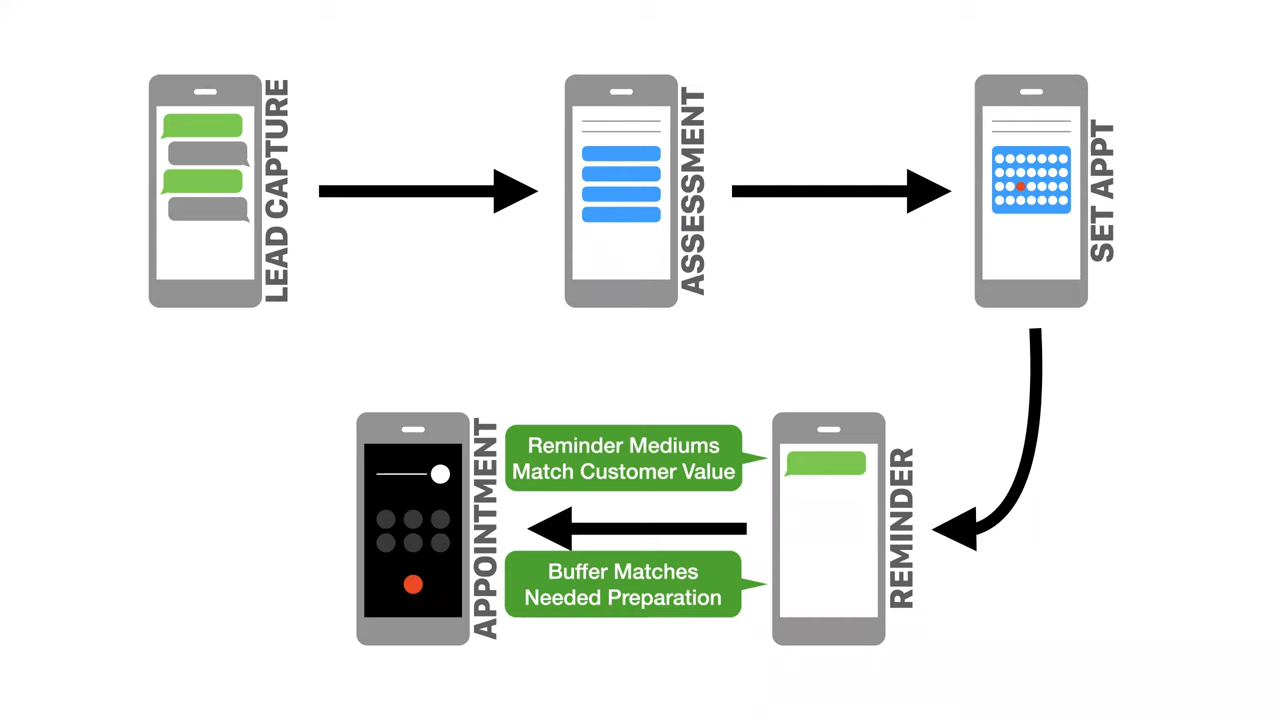 LEAD CAPTURE
ASSESSMENT
SET APPT
APPOINTMENT
Reminder Mediums
Match Customer Value
Buffer Matches
Needed Preparation
REMINDER